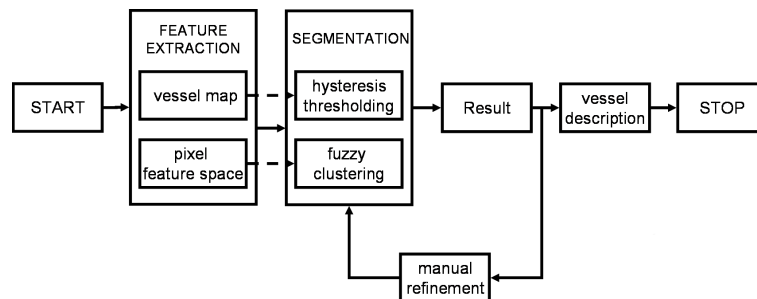 FEATURE
EXTRACTION
SEGMENTATION
START
vessel map
hysteresis
thresholding
Result
vessel
description
STOP
pixel
feature space
fuzzy
clustering
manual
refinement